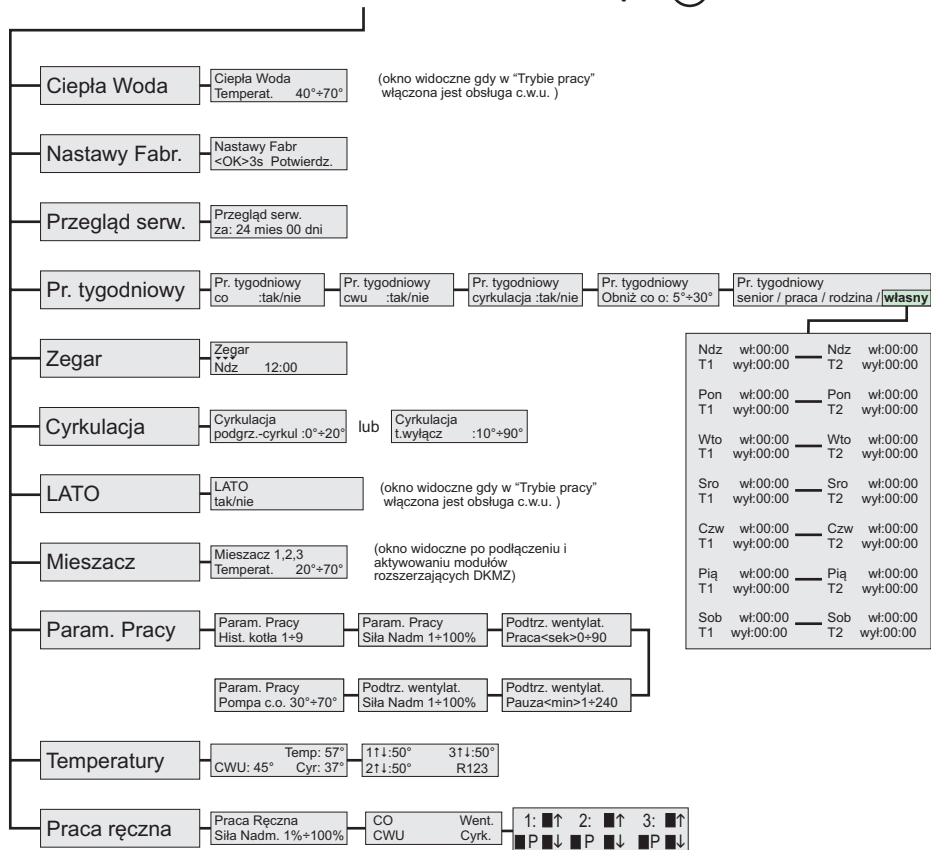 Ciepła Woda
Ciepła Woda
Temperat. 40°÷70°
(okno widoczne gdy w “Trybie pracy”
włączona jest obsługa c.w.u. )
Nastawy Fabr.
Nastawy Fabr
<OK>3s Potwierdz.
Przegląd serw.
Przegląd serw.
za: 24 mies 00 dni
Pr. tygodniowy
Pr. tygodniowy
co :tak/nie
Pr. tygodniowy
cwu :tak/nie
Pr. tygodniowy
cyrkulacja :tak/nie
Pr. tygodniowy
Obniż co o: 5°÷30°
Pr. tygodniowy
senior / praca / rodzina / własny
Ndz wł:00:00 Ndz wł:00:00
T1 wył:00:00 T2 wył:00:00
Pon wł:00:00 Pon wł:00:00
T1 wył:00:00 T2 wył:00:00
Wto wł:00:00 Wto wł:00:00
T1 wył:00:00 T2 wył:00:00
Sro wł:00:00 Sro wł:00:00
T1 wył:00:00 T2 wył:00:00
Czw wł:00:00 Czw wł:00:00
T1 wył:00:00 T2 wył:00:00
Pią wł:00:00 Pią wł:00:00
T1 wył:00:00 T2 wył:00:00
Sob wł:00:00 Sob wł:00:00
T1 wył:00:00 T2 wył:00:00
Zegar
Zegar
Ndz 12:00
Cyrkulacja
Cyrkulacja
podgrz.-cyrkul :0°÷20°
lub
Cyrkulacja
t.wyłącz :10°÷90°
LATO
LATO
tak/nie
(okno widoczne gdy w “Trybie pracy”
włączona jest obsługa c.w.u. )
Mieszacz
Mieszacz 1,2,3
Temperat. 20°÷70°
(okno widoczne po podłączeniu i
aktywowaniu modułów
rozszerzających DKMZ)
Param. Pracy
Param. Pracy
Hist. kotła 1÷9
Param. Pracy
Siła Nadm 1÷100%
Podtrz. wentylat.
Praca<sek>0÷90
Param. Pracy
Pompa c.o. 30°÷70°
Podtrz. wentylat.
Siła Nadm 1÷100%
Podtrz. wentylat.
Pauza<min>1÷240
Temperatury
Temp: 57°
CWU: 45° Cyr: 37°
1↑↓:50° 3↑↓:50°
2↑↓:50° R123
Praca ręczna
Praca Ręczna
Siła Nadm. 1%÷100%
CO Went.
CWU Cyrk.
1: █↑ 2: █↑ 3: █↑
█P █↓ █P █↓ █P █↓